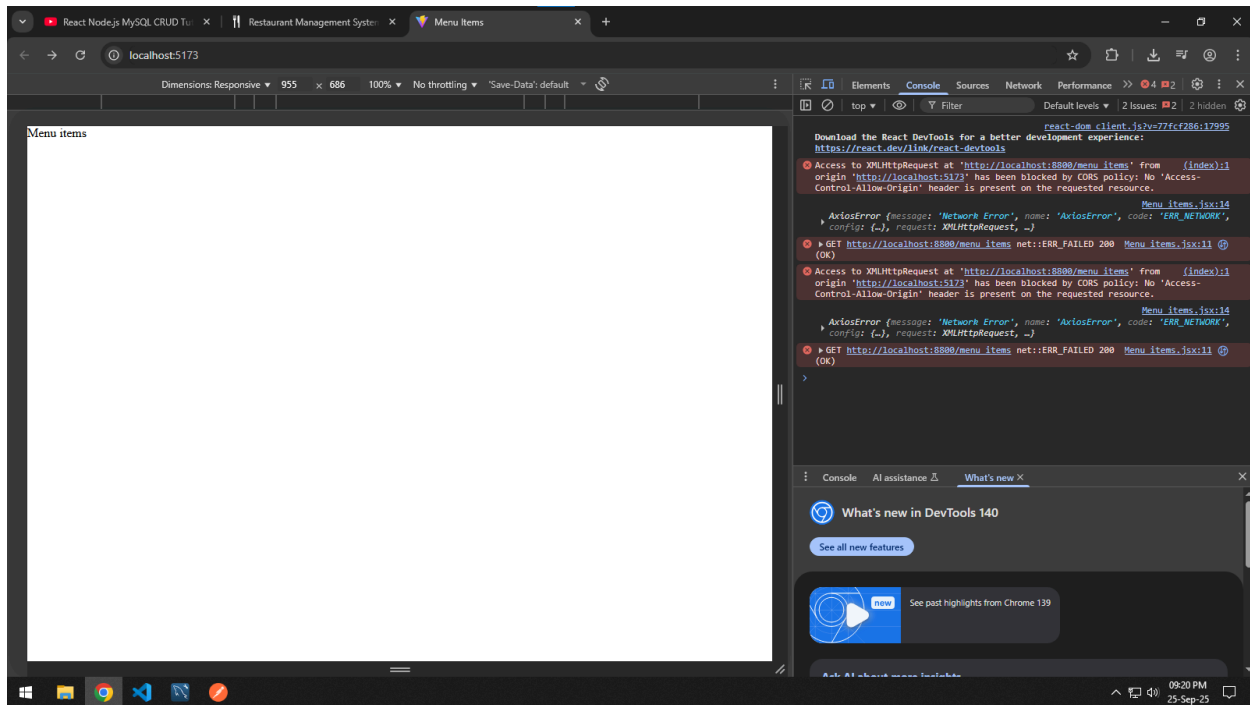 React Node.js MySQL CRUD Tut
Restaurant Management System
Menu Items
localhost:5173
Dimensions: Responsive 955 x 686 100% No throttling 'Save-Data': default
Elements Console Sources Network Performance 4 2
top Filter Default levels 2 Issues: 2 2 hidden
Menu items
react-dom_client.js?v=77fcf286:17995
Download the React DevTools for a better development experience:
https://react.dev/link/react-devtools
Access to XMLHttpRequest at 'http://localhost:8800/menu_items' from (index):1
origin 'http://localhost:5173' has been blocked by CORS policy: No 'Access-
Control-Allow-Origin' header is present on the requested resource.
Menu_items.jsx:14
AxiosError {message: 'Network Error', name: 'AxiosError', code: 'ERR_NETWORK',
config: {…}, request: XMLHttpRequest, …}
GET http://localhost:8800/menu_items net::ERR_FAILED 200 Menu_items.jsx:11
(OK)
Access to XMLHttpRequest at 'http://localhost:8800/menu_items' from (index):1
origin 'http://localhost:5173' has been blocked by CORS policy: No 'Access-
Control-Allow-Origin' header is present on the requested resource.
Menu_items.jsx:14
AxiosError {message: 'Network Error', name: 'AxiosError', code: 'ERR_NETWORK',
config: {…}, request: XMLHttpRequest, …}
GET http://localhost:8800/menu_items net::ERR_FAILED 200 Menu_items.jsx:11
(OK)
Console AI assistance What's new
What's new in DevTools 140
See all new features
new
See past highlights from Chrome 139
Ask AI about more insights
09:20 PM
25-Sep-25